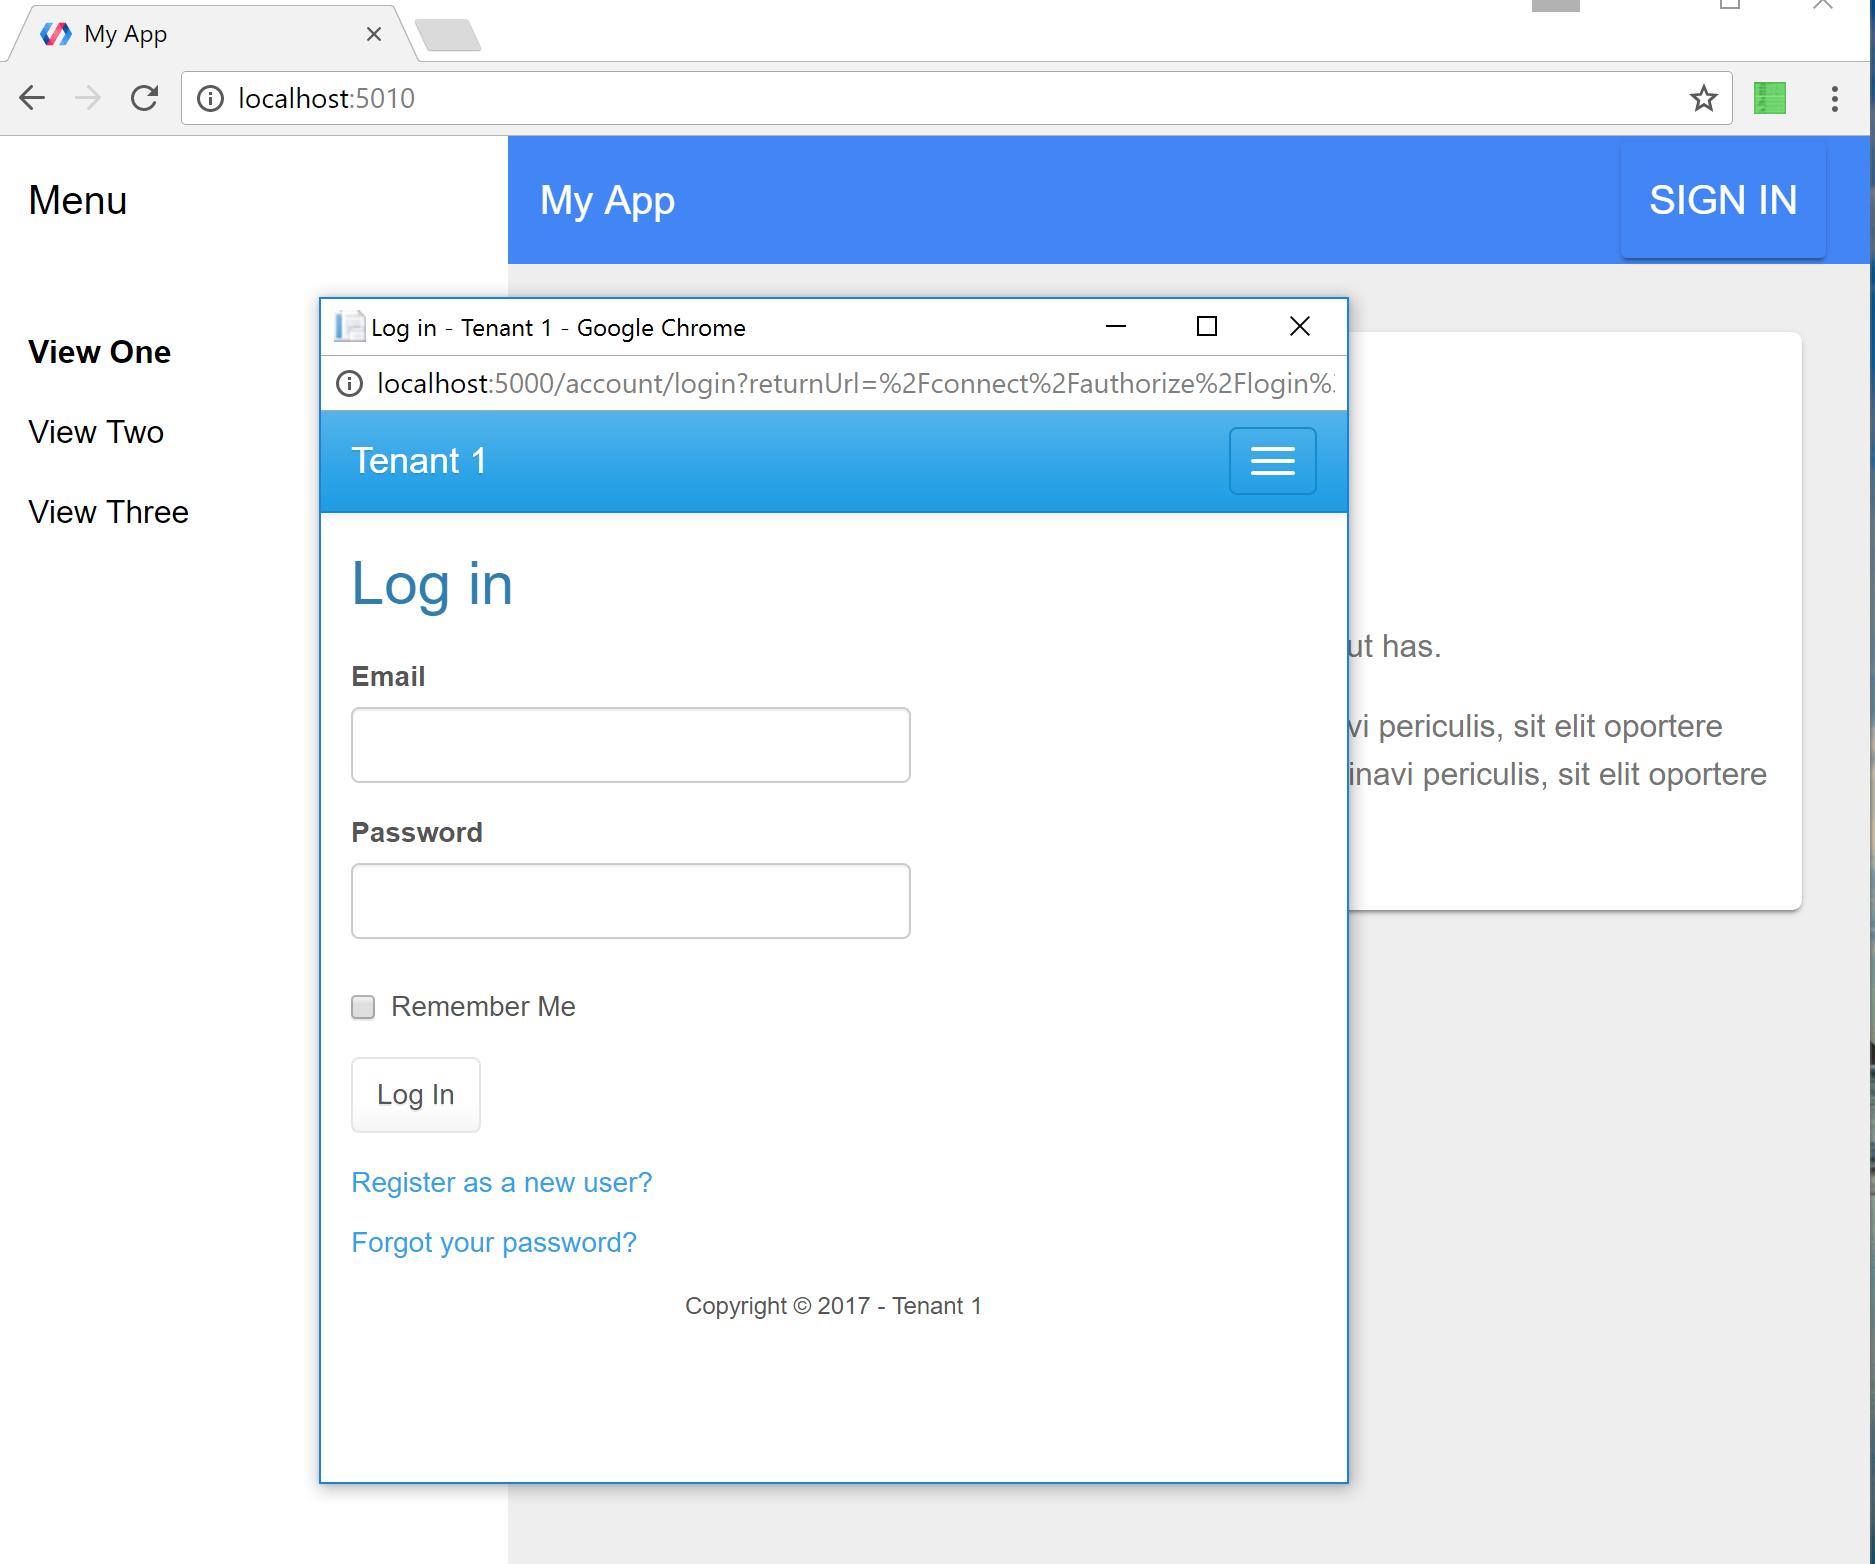 My App
localhost:5010
Menu
My App
SIGN IN
View One
View Two
View Three
Log in - Tenant 1 - Google Chrome
localhost:5000/account/login?returnUrl=%2Fconnect%2Fauthorize%2Flogin%
Tenant 1
Log in
Email
Password
Remember Me
Log In
Register as a new user?
Forgot your password?
Copyright © 2017 - Tenant 1
ut has.
periculis, sit elit oportere
periculis, sit elit oportere